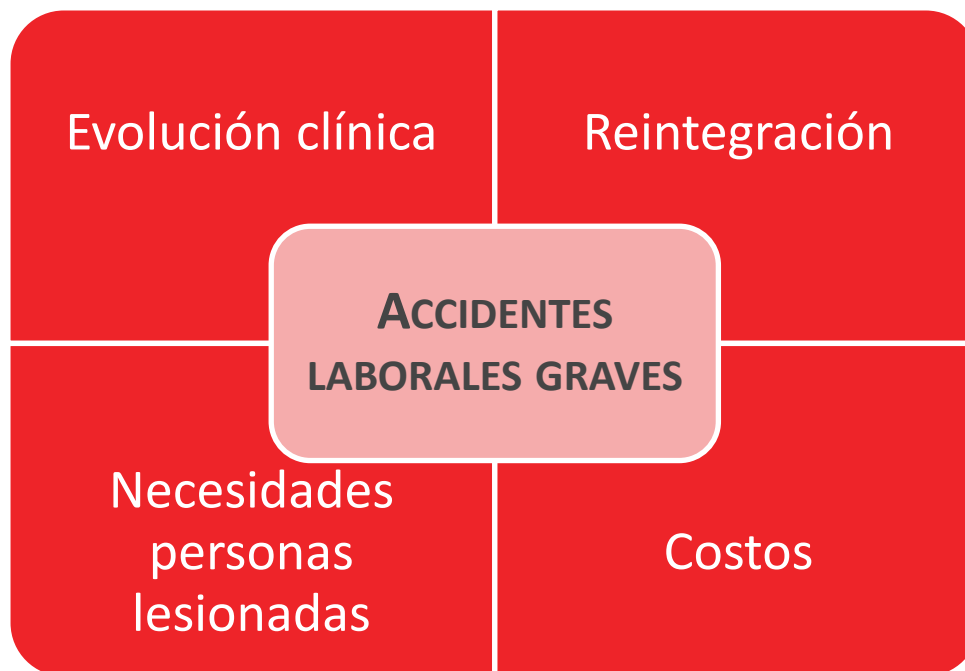 Evolución clínica
Reintegración
ACCIDENTES
LABORALES GRAVES
Necesidades
personas
lesionadas
Costos